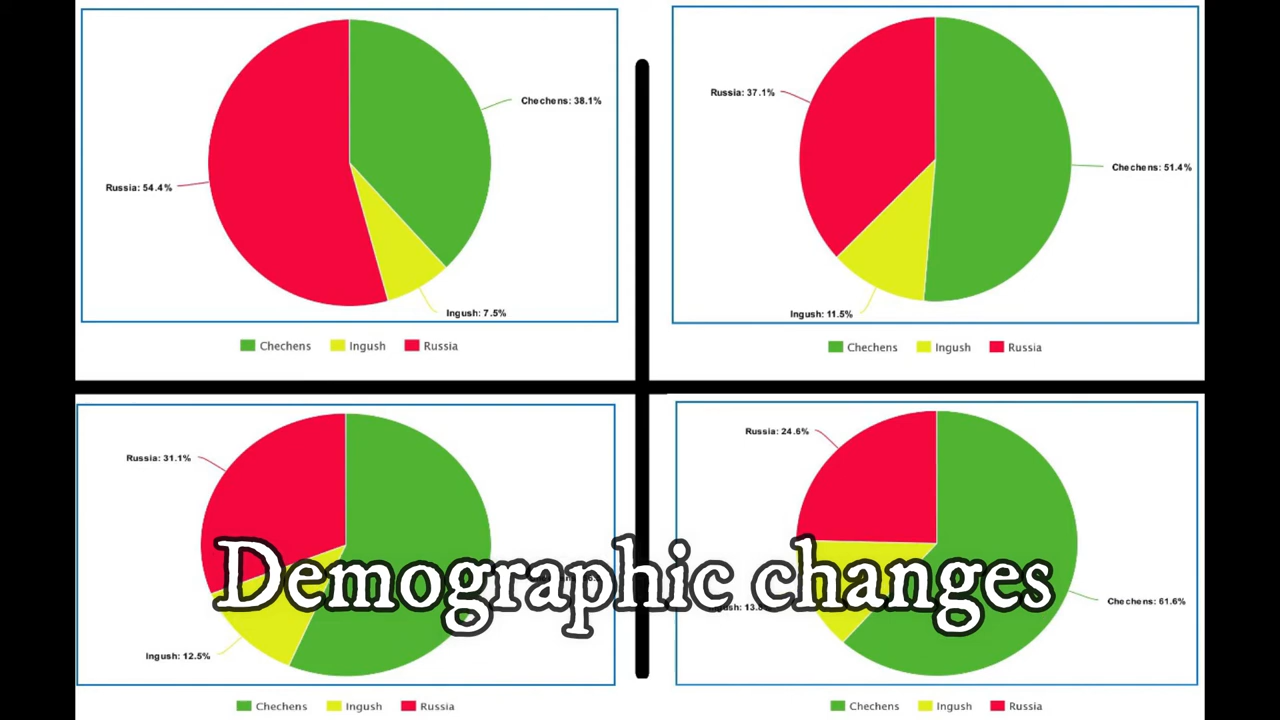 Chechens: 38.1%
Russia: 54.4%
Ingush: 7.5%
Chechens Ingush Russia
Russia: 37.1%
Chechens: 51.4%
Ingush: 11.5%
Chechens Ingush Russia
Russia: 31.1%
Ingush: 12.5%
Chechens Ingush Russia
Russia: 24.6%
Chechens: 61.6%
Chechens Ingush Russia
Demographic changes